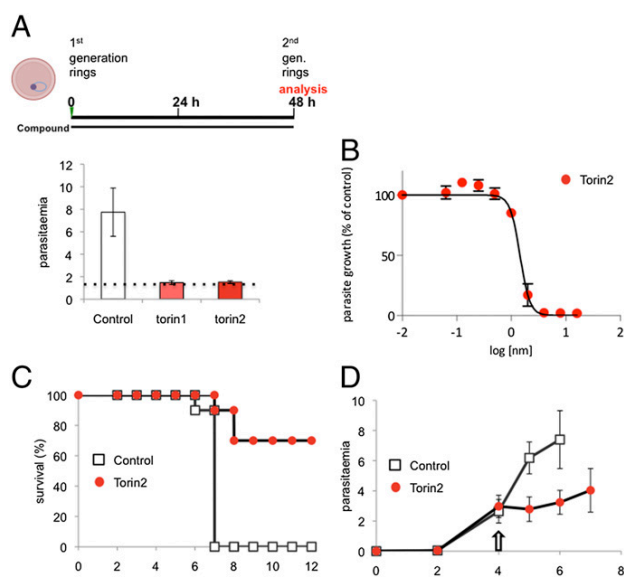 A
1st
generation
rings
2nd
gen.
rings
analysis
0 24 h 48 h
Compound
parasitaemia
12
10
8
6
4
2
0
Control torin1 torin2
B
parasite growth (% of control)
100
50
0
Torin2
-2 -1 0 1 2
log [nm]
C
survival (%)
100
80
60
40
20
0
Control
Torin2
0 2 4 6 8 10 12
D
parasitaemia
10
8
6
4
2
0
Control
Torin2
0 2 4 6 8